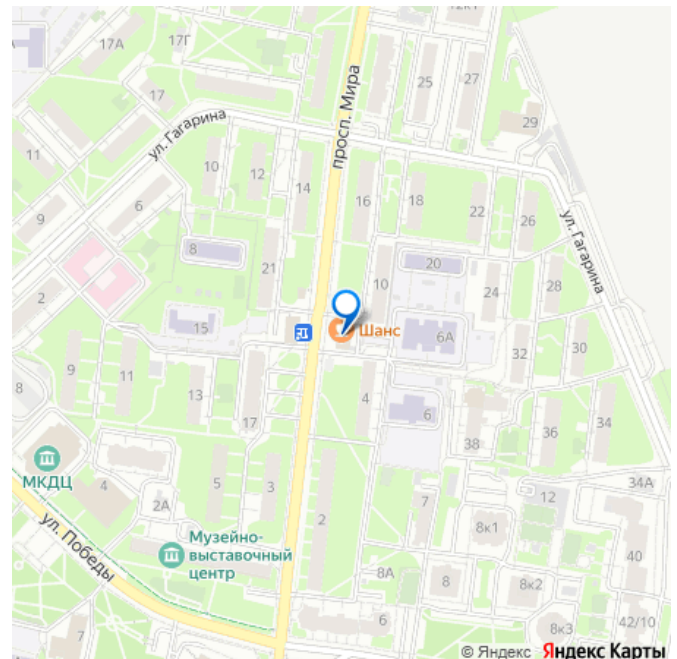 12к1
17А
17Г
просп. Мира
25
27
17
29
11
ул. Гагарина
10
12
14
16
18
22
26
ул. Гагарина
9
6
8
21
10
20
24
28
2
15
Шанс
6А
32
30
9
11
13
17
4
6
8
38
36
34
МКДЦ
4
5
3
2
7
34А
12
2А
8к1
40
ул. Победы
Музейно-
выставочный
центр
8А
8
8к2
7
6
8к3
42/10
© Яндекс Яндекс Карты